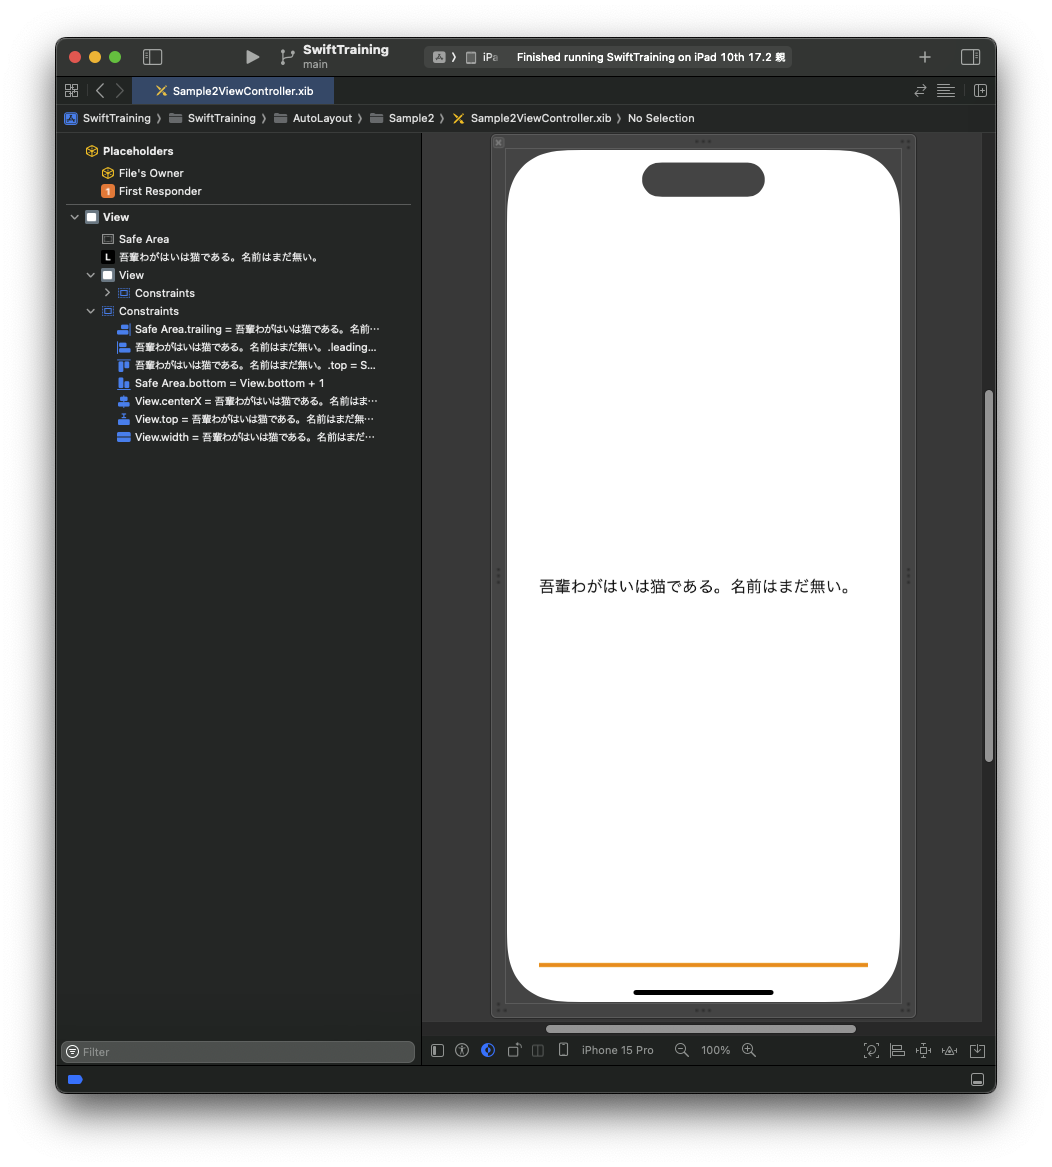 SwiftTraining
main
iPa
Finished running SwiftTraining on iPad 10th 17.2 親
Sample2ViewController.xib
SwiftTraining 〉 SwiftTraining 〉 AutoLayout 〉 Sample2 〉 Sample2ViewController.xib 〉 No Selection
Placeholders
File's Owner
1 First Responder
View
Safe Area
L 吾輩わがはいは猫である。名前はまだ無い。
View
Constraints
Constraints
Safe Area.trailing = 吾輩わがはいは猫である。名前…
吾輩わがはいは猫である。名前はまだ無い。.leading...
吾輩わがはいは猫である。名前はまだ無い。.top = S...
Safe Area.bottom = View.bottom + 1
View.centerX = 吾輩わがはいは猫である。名前はま…
View.top = 吾輩わがはいは猫である。名前はまだ無…
View.width = 吾輩わがはいは猫である。名前はまだ…
吾輩わがはいは猫である。名前はまだ無い。
Filter
iPhone 15 Pro
100%